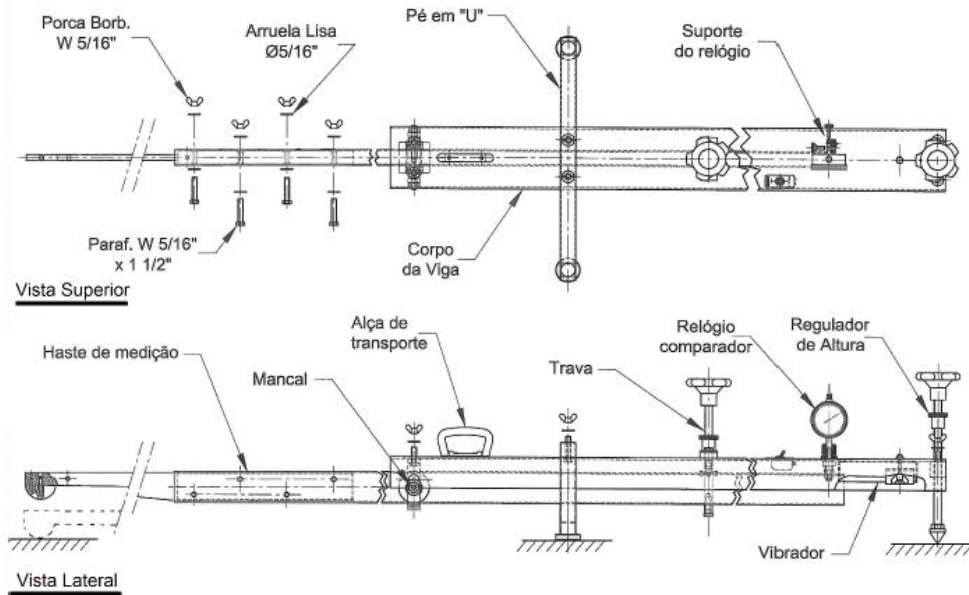 Porca Borb.
W 5/16"
Arruela Lisa
Ø5/16"
Pé em "U"
Suporte
do relógio
Paraf. W 5/16"
x 1 1/2"
Corpo
da Viga
Vista Superior
Haste de medição
Alça de
transporte
Mancal
Trava
Relógio
comparador
Regulador
de Altura
Vibrador
Vista Lateral